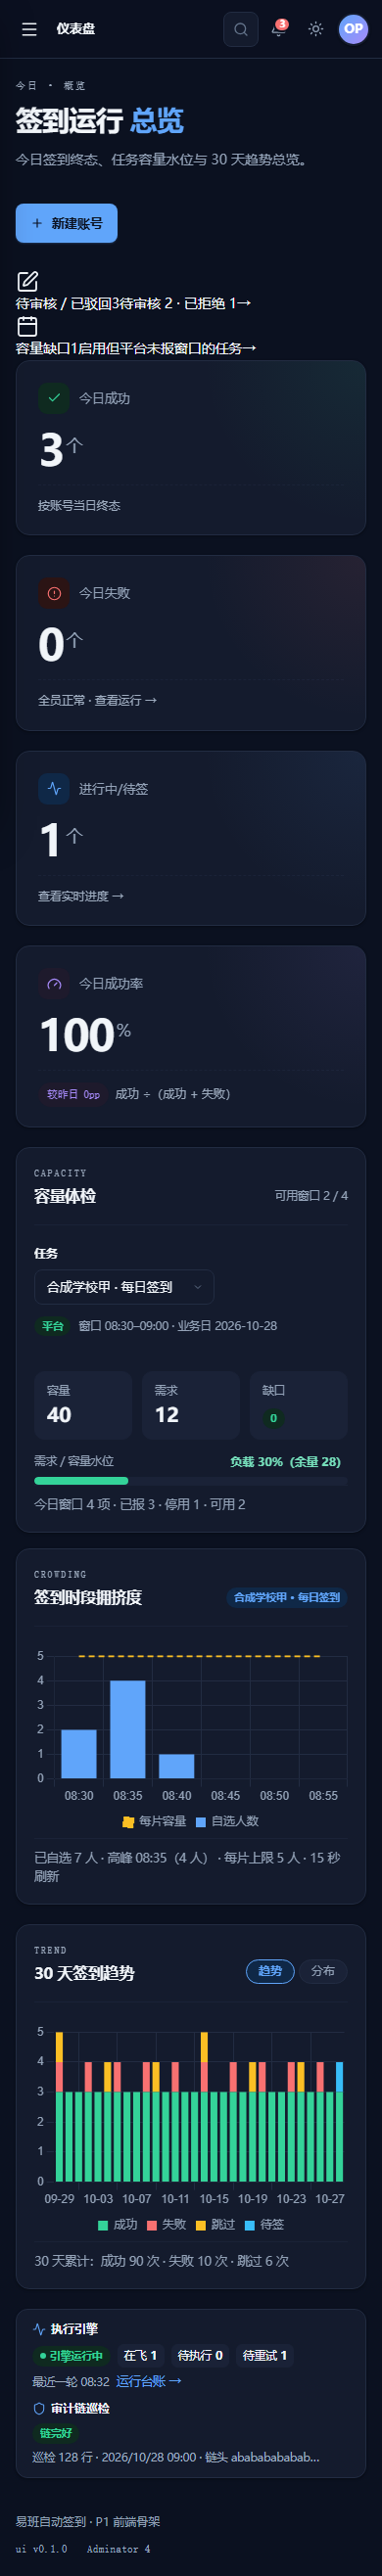 仪表盘
3
OP
今日 · 概览
签到运行 总览
今日签到终态、任务容量水位与 30 天趋势总览。
+ 新建账号
待审核 / 已驳回3待审核 2 · 已拒绝 1→
容量缺口1启用但平台未报窗口的任务→
今日成功
3个
按账号当日终态
今日失败
0个
全员正常 · 查看运行 →
进行中/待签
1个
查看实时进度 →
今日成功率
100%
较昨日 0pp 成功 ÷（成功 + 失败）
CAPACITY
容量体检 可用窗口 2 / 4
任务
合成学校甲 · 每日签到
平台 窗口 08:30–09:00 · 业务日 2026-10-28
容量 需求 缺口
40 12 0
需求 / 容量水位 负载 30%（余量 28）
今日窗口 4 项 · 已报 3 · 停用 1 · 可用 2
CROWDING
签到时段拥挤度 合成学校甲 • 每日签到
5
4
3
2
1
0
08:30 08:35 08:40 08:45 08:50 08:55
每片容量 自选人数
已自选 7 人 · 高峰 08:35（4 人） · 每片上限 5 人 · 15 秒
刷新
TREND
30 天签到趋势 趋势 分布
5
4
3
2
1
0
09-29 10-03 10-07 10-11 10-15 10-19 10-23 10-27
成功 失败 跳过 待签
30 天累计：成功 90 次 · 失败 10 次 · 跳过 6 次
执行引擎
引擎运行中 在飞 1 待执行 0 待重试 1
最近一轮 08:32 运行台账 →
审计链巡检
链完好
巡检 128 行 · 2026/10/28 09:00 · 链头 abababababab…
易班自动签到 · P1 前端骨架
ui v0.1.0 Adminator 4